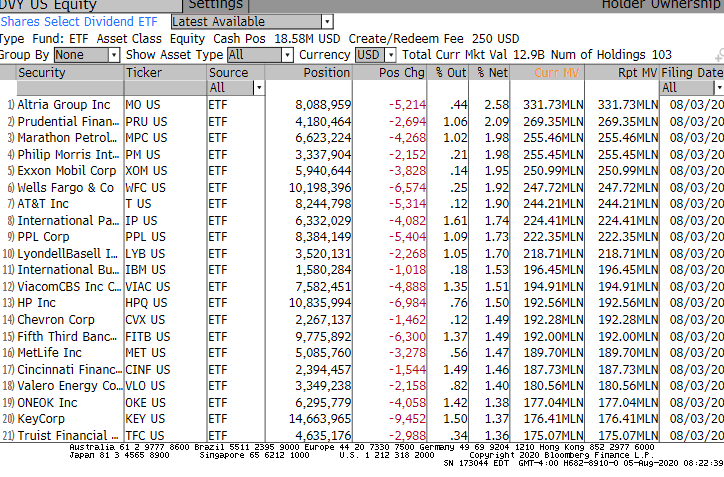 DVY US Equity Settings Holder Ownership
Shares Select Dividend ETF Latest Available
Type Fund: ETF Asset Class Equity Cash Pos 18.58M USD Create/Redeem Fee 250 USD
Group By None Show Asset Type All Currency USD Total Curr Mkt Val 12.9B Num of Holdings 103
Security Ticker Source Position Pos Chg % Out % Net Curr MV Rpt MV Filing Date
All All
1) Altria Group Inc MO US ETF 8,088,959 -5,214 .44 2.58 331.73MLN 331.73MLN 08/03/20
2) Prudential Finan... PRU US ETF 4,180,464 -2,694 1.06 2.09 269.35MLN 269.35MLN 08/03/20
3) Marathon Petrol... MPC US ETF 6,623,224 -4,268 1.02 1.98 255.46MLN 255.46MLN 08/03/20
4) Philip Morris Int... PM US ETF 3,337,904 -2,152 .21 1.98 255.45MLN 255.45MLN 08/03/20
5) Exxon Mobil Corp XOM US ETF 5,940,644 -3,828 .14 1.95 250.99MLN 250.99MLN 08/03/20
6) Wells Fargo & Co WFC US ETF 10,198,396 -6,574 .25 1.92 247.72MLN 247.72MLN 08/03/20
7) AT&T Inc T US ETF 8,244,798 -5,314 .12 1.90 244.21MLN 244.21MLN 08/03/20
8) International Pa... IP US ETF 6,332,029 -4,082 1.61 1.74 224.41MLN 224.41MLN 08/03/20
9) PPL Corp PPL US ETF 8,384,149 -5,404 1.09 1.73 222.35MLN 222.35MLN 08/03/20
10) LyondellBasell I... LYB US ETF 3,520,131 -2,268 1.05 1.70 218.71MLN 218.71MLN 08/03/20
11) International Bu... IBM US ETF 1,580,284 -1,018 .18 1.53 196.45MLN 196.45MLN 08/03/20
12) ViacomCBS Inc C... VIAC US ETF 7,582,451 -4,888 1.35 1.51 194.91MLN 194.91MLN 08/03/20
13) HP Inc HPQ US ETF 10,835,994 -6,984 .76 1.50 192.56MLN 192.56MLN 08/03/20
14) Chevron Corp CVX US ETF 2,267,137 -1,462 .12 1.49 192.28MLN 192.28MLN 08/03/20
15) Fifth Third Banc... FITB US ETF 9,775,892 -6,300 1.37 1.49 192.00MLN 192.00MLN 08/03/20
16) MetLife Inc MET US ETF 5,085,760 -3,278 .56 1.47 189.70MLN 189.70MLN 08/03/20
17) Cincinnati Financ... CINF US ETF 2,394,457 -1,544 1.49 1.46 187.73MLN 187.73MLN 08/03/20
18) Valero Energy Co... VLO US ETF 3,349,238 -2,158 .82 1.40 180.56MLN 180.56MLN 08/03/20
19) ONEOK Inc OKE US ETF 6,295,779 -4,058 1.42 1.38 177.04MLN 177.04MLN 08/03/20
20) KeyCorp KEY US ETF 14,663,965 -9,452 1.50 1.37 176.41MLN 176.41MLN 08/03/20
21) Truist Financial ... TFC US ETF 4,635,176 -2,988 .34 1.36 175.07MLN 175.07MLN 08/03/20
Australia 61 2 9777 8600 Brazil 5511 2395 9000 Europe 44 20 7330 7500 Germany 49 69 9204 1210 Hong Kong 852 2977 6000
Japan 81 3 4565 8900 Singapore 65 6212 1000 U.S. 1 212 318 2000 Copyright 2020 Bloomberg Finance L.P.
SN 173044 EDT GMT-4:00 H682-8910-0 05-Aug-2020 08:22:39